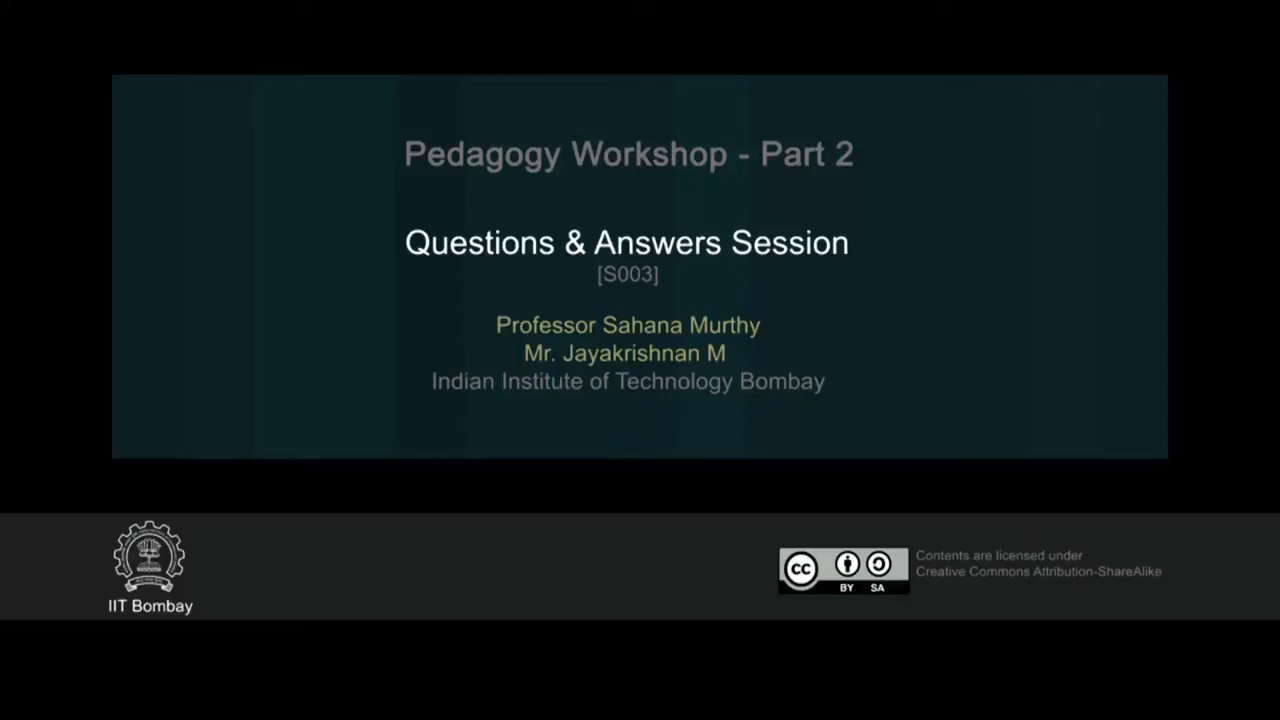 Pedagogy Workshop - Part 2
Questions & Answers Session
[S003]
Professor Sahana Murthy
Mr. Jayakrishnan M
Indian Institute of Technology Bombay
IIT Bombay
CC
BY SA
Contents are licensed under
Creative Commons Attribution-ShareAlike